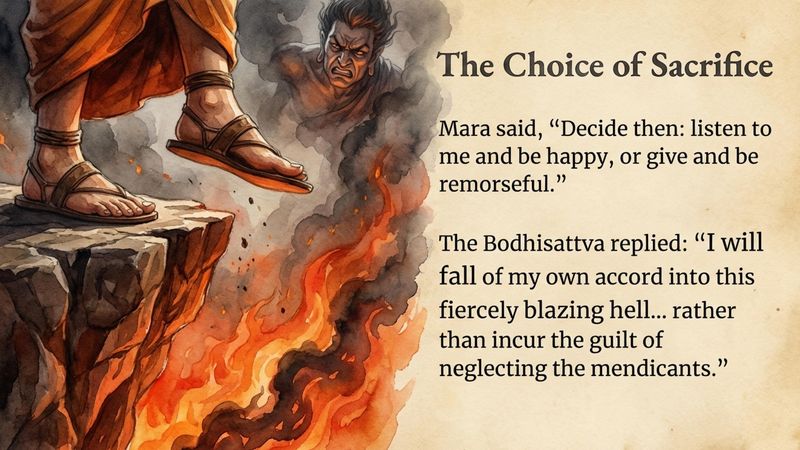 The Choice of Sacrifice
Mara said, “Decide then: listen to
me and be happy, or give and be
remorseful.”
The Bodhisattva replied: “I will
fall of my own accord into this
fiercely blazing hell... rather
than incur the guilt of
neglecting the mendicants.”